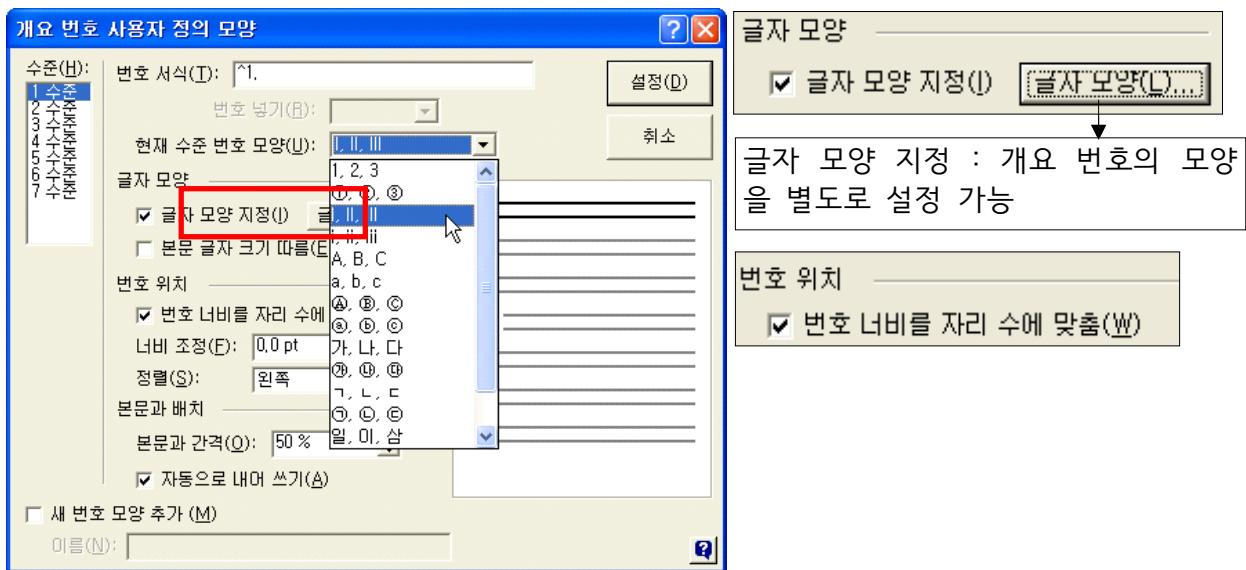 개요 번호 사용자 정의 모양
수준(H):
1 수준
2 수준
3 수준
4 수준
5 수준
6 수준
7 수준
번호 서식(T): ^1.
번호 넣기(R):
현재 수준 번호 모양(U): I, II, III
1, 2, 3
①, ②, ③
I, II, III
i, ii, iii
A, B, C
a, b, c
Ⓐ, Ⓑ, Ⓒ
ⓐ, ⓑ, ⓒ
가, 나, 다
㉮, ㉯, ㉰
ㄱ, ㄴ, ㄷ
㉠, ㉡, ㉢
일, 이, 삼
글자 모양
글자 모양 지정(I) 글
본문 글자 크기 따름(E
번호 위치
번호 너비를 자리 수에
너비 조정(F): 0.0 pt
정렬(S): 왼쪽
본문과 배치
본문과 간격(O): 50 %
자동으로 내어 쓰기(A)
새 번호 모양 추가 (M)
이름(N):
설정(D)
취소
글자 모양
글자 모양 지정(I) 글자 모양(L)...
글자 모양 지정 : 개요 번호의 모양
을 별도로 설정 가능
번호 위치
번호 너비를 자리 수에 맞춤(W)